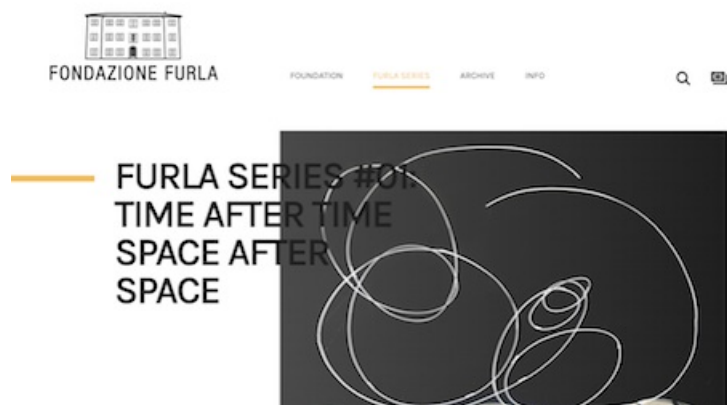 FONDAZIONE FURLA
FOUNDATION FURLA SERIES ARCHIVE INFO
FURLA SERIES #01:
TIME AFTER TIME
SPACE AFTER
SPACE